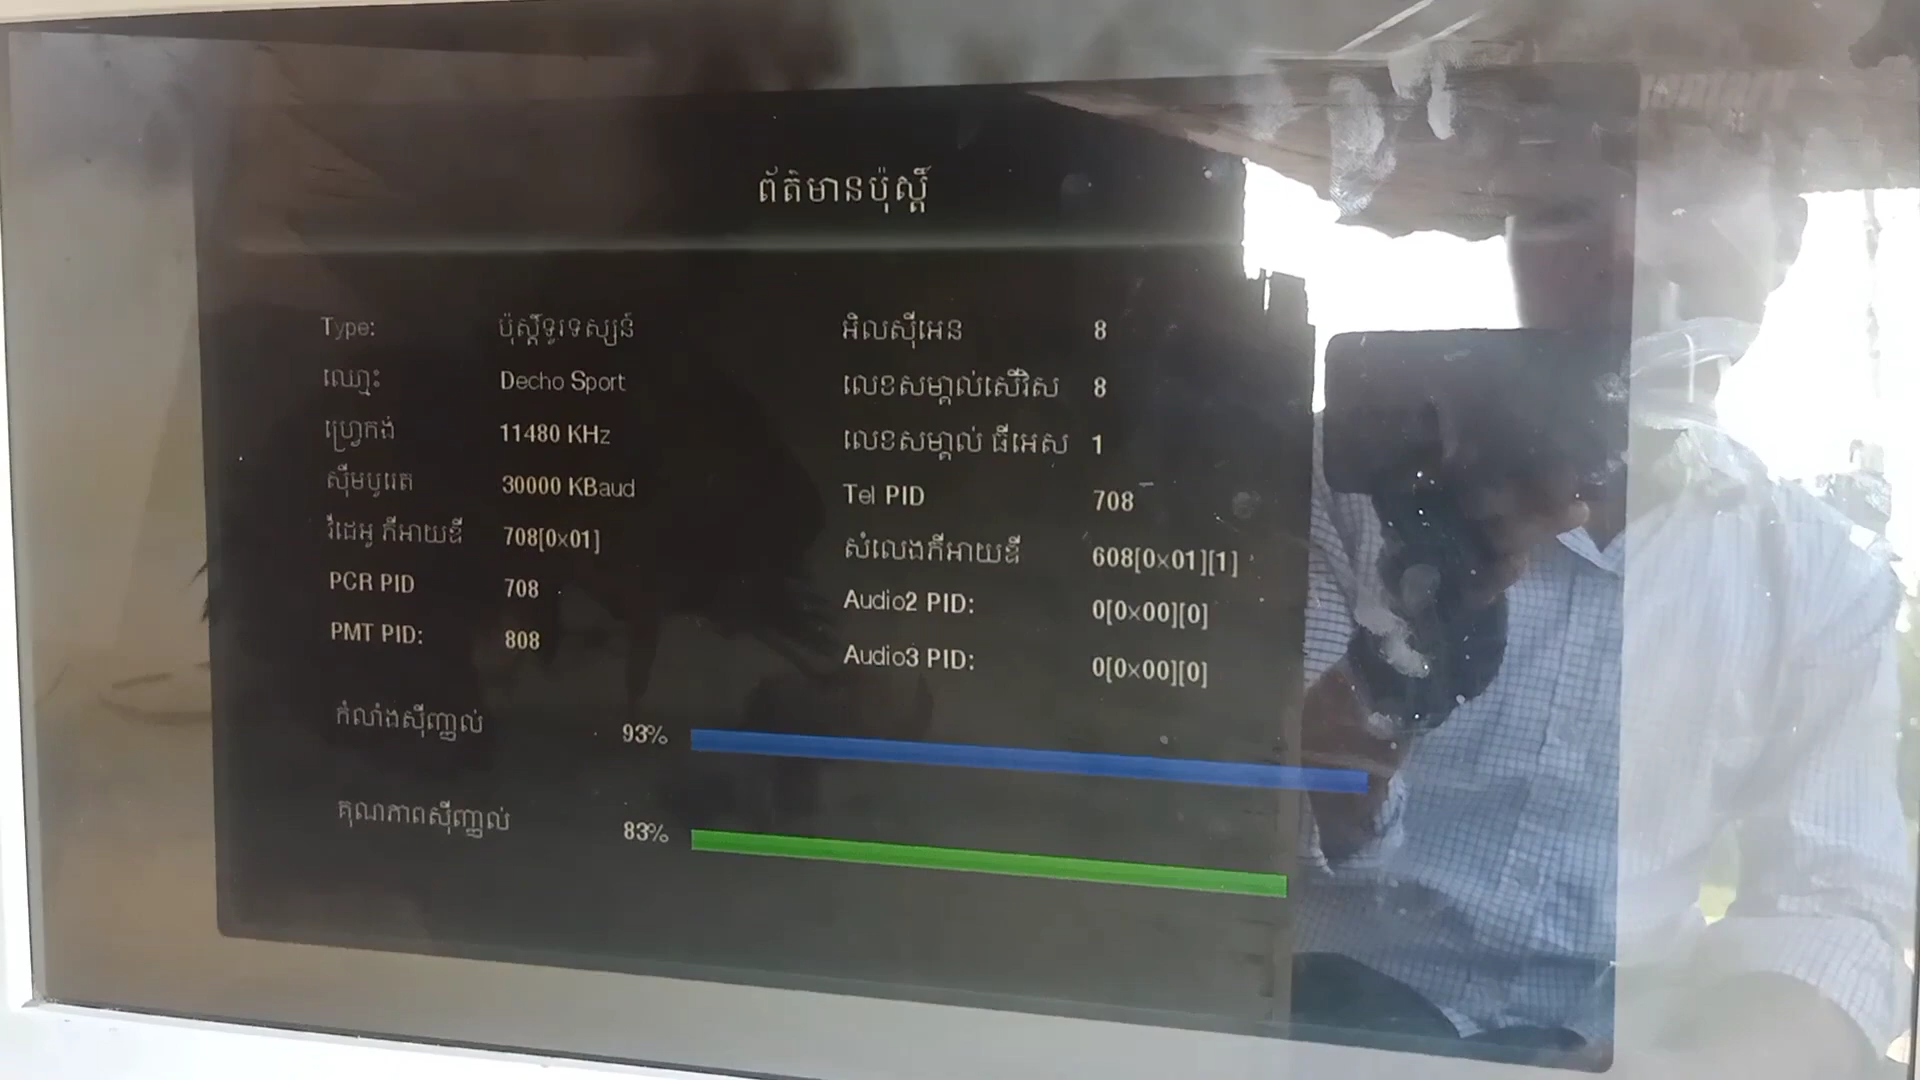 ព័ត៌មានប៉ុស្តិ៍
Type: ប៉ុស្តិ៍ទូរទស្សន៍
ឈ្មោះ Decho Sport
ហ្វ្រេកង់ 11480 KHz
ស៊ីមបូរេត 30000 KBaud
វីដេអូ ភីអាយឌី 708[0x01]
PCR PID 708
PMT PID: 808
អិលស៊ីអេន 8
លេខសម្គាល់សើវិស 8
លេខសម្គាល់ ធីអេស 1
Tel PID 708
សំលេងភីអាយឌី 608[0x01][1]
Audio2 PID: 0[0x00][0]
Audio3 PID: 0[0x00][0]
កំលាំងស៊ីញ្ញាល់ 93%
គុណភាពស៊ីញ្ញាល់ 83%